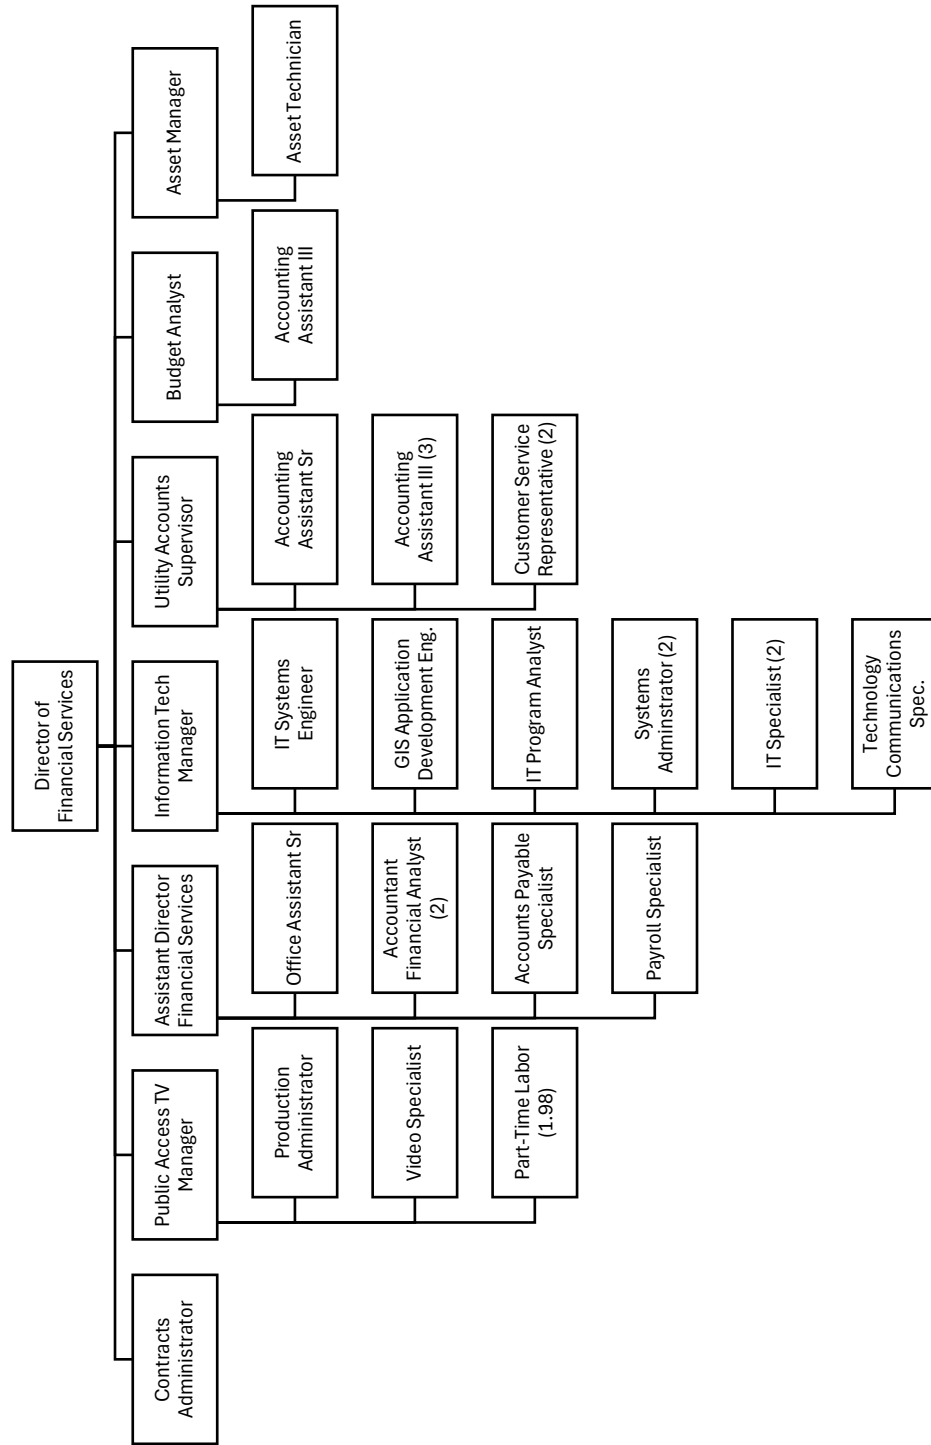 Director of
Financial Services
Contracts
Administrator
Public Access TV
Manager
Production
Administrator
Video Specialist
Part-Time Labor
(1.98)
Assistant Director
Financial Services
Office Assistant Sr
Accountant
Financial Analyst
(2)
Accounts Payable
Specialist
Payroll Specialist
Information Tech
Manager
IT Systems
Engineer
GIS Application
Development Eng.
IT Program Analyst
Systems
Adminstrator (2)
IT Specialist (2)
Technology
Communications
Spec.
Utility Accounts
Supervisor
Accounting
Assistant Sr
Accounting
Assistant III (3)
Customer Service
Representative (2)
Budget Analyst
Accounting
Assistant III
Asset Manager
Asset Technician